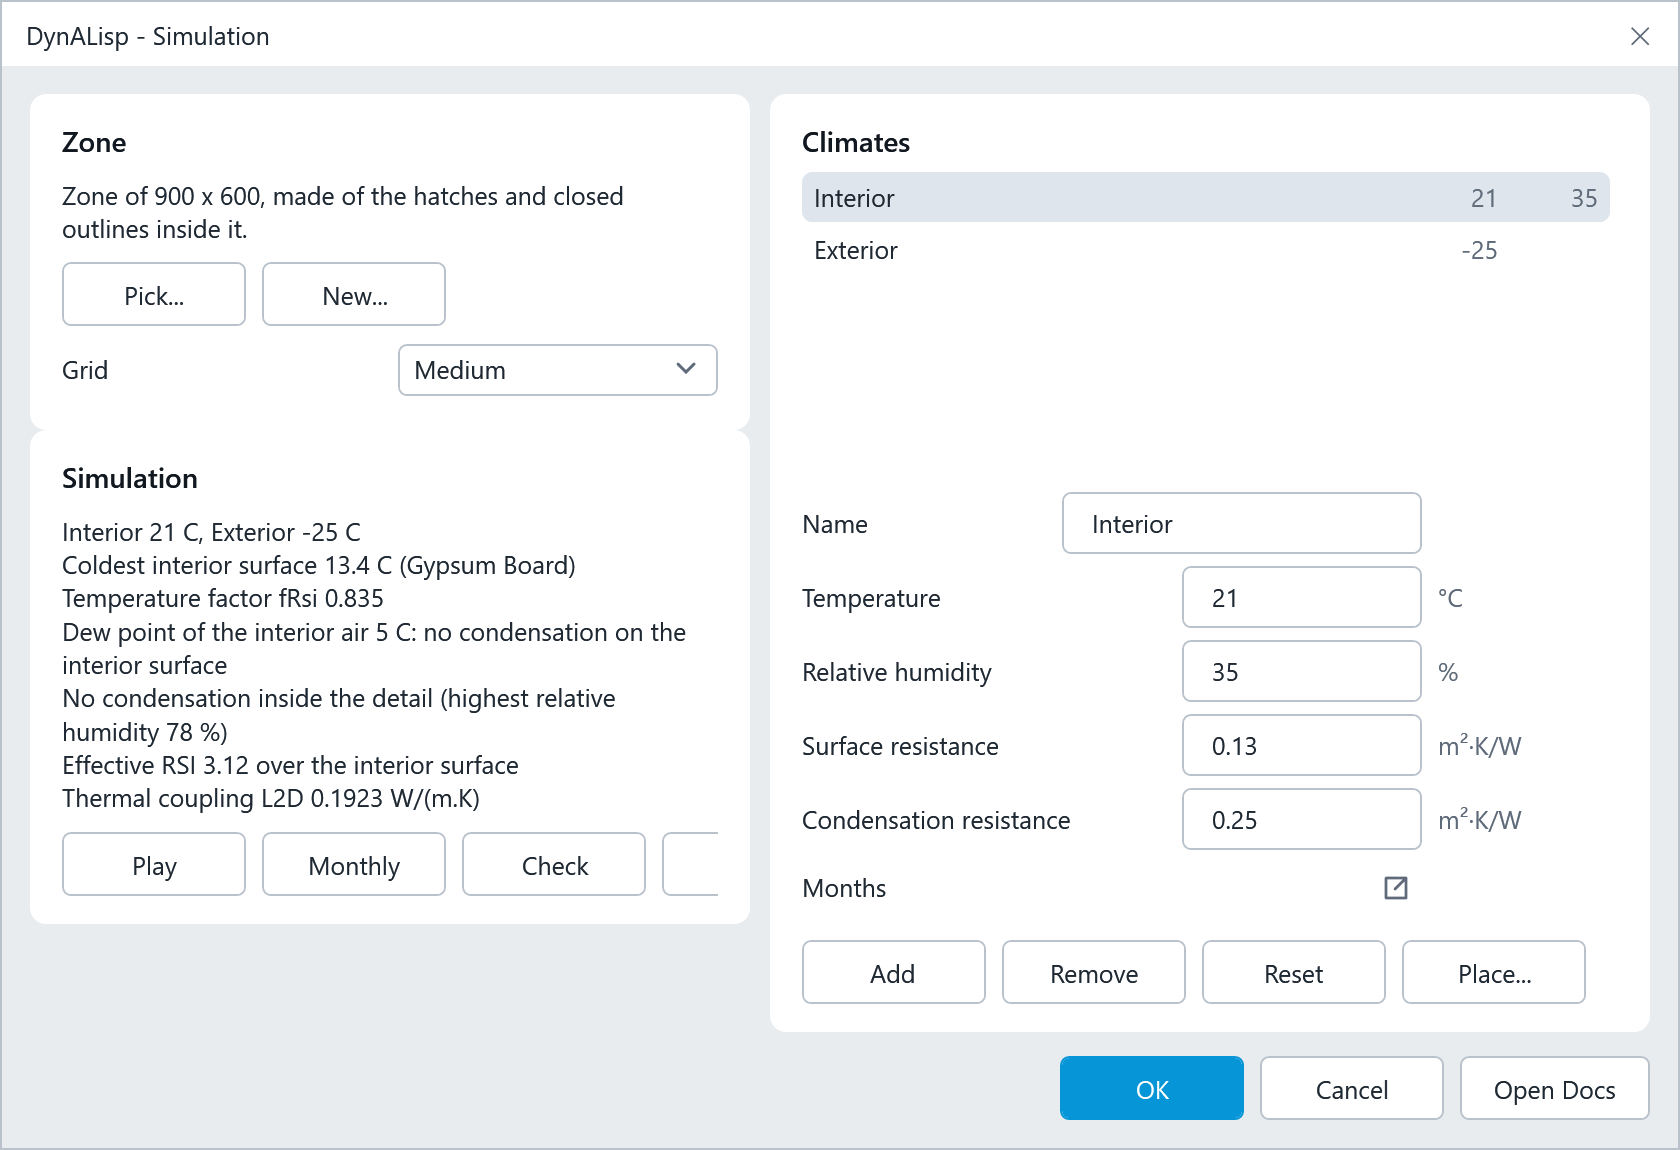 DynALisp - Simulation
Zone
Zone of 900 x 600, made of the hatches and closed
outlines inside it.
Pick...
New...
Grid
Medium
Simulation
Interior 21 C, Exterior -25 C
Coldest interior surface 13.4 C (Gypsum Board)
Temperature factor fRsi 0.835
Dew point of the interior air 5 C: no condensation on the
interior surface
No condensation inside the detail (highest relative
humidity 78 %)
Effective RSI 3.12 over the interior surface
Thermal coupling L2D 0.1923 W/(m.K)
Play
Monthly
Check
Climates
Interior 21 35
Exterior -25
Name Interior
Temperature 21 °C
Relative humidity 35 %
Surface resistance 0.13 m²·K/W
Condensation resistance 0.25 m²·K/W
Months
Add
Remove
Reset
Place...
OK
Cancel
Open Docs